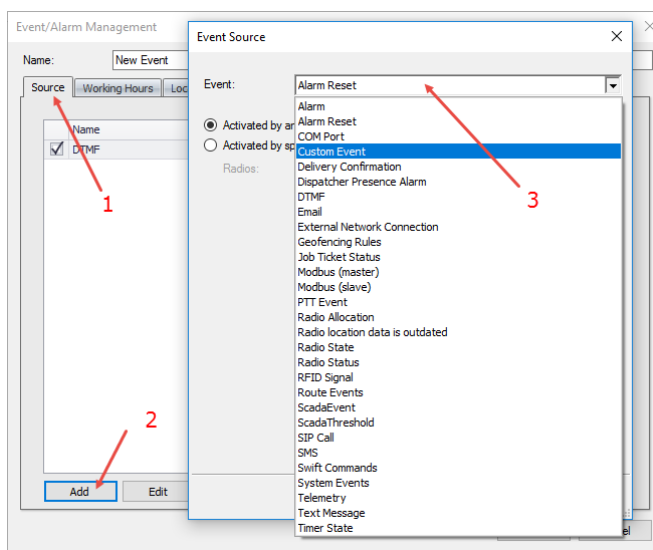 Event/Alarm Management
Name: New Event
Source Working Hours Loc
Name
DTMF
1
2
Add Edit
Event Source
Event: Alarm Reset
Activated by ar
Activated by sp
Radios:
Alarm
Alarm Reset
COM Port
Custom Event
Delivery Confirmation
Dispatcher Presence Alarm
DTMF
Email
External Network Connection
Geofencing Rules
Job Ticket Status
Modbus (master)
Modbus (slave)
PTT Event
Radio Allocation
Radio location data is outdated
Radio State
Radio Status
RFID Signal
Route Events
ScadaEvent
ScadaThreshold
SIP Call
SMS
Swift Commands
System Events
Telemetry
Text Message
Timer State
3
el